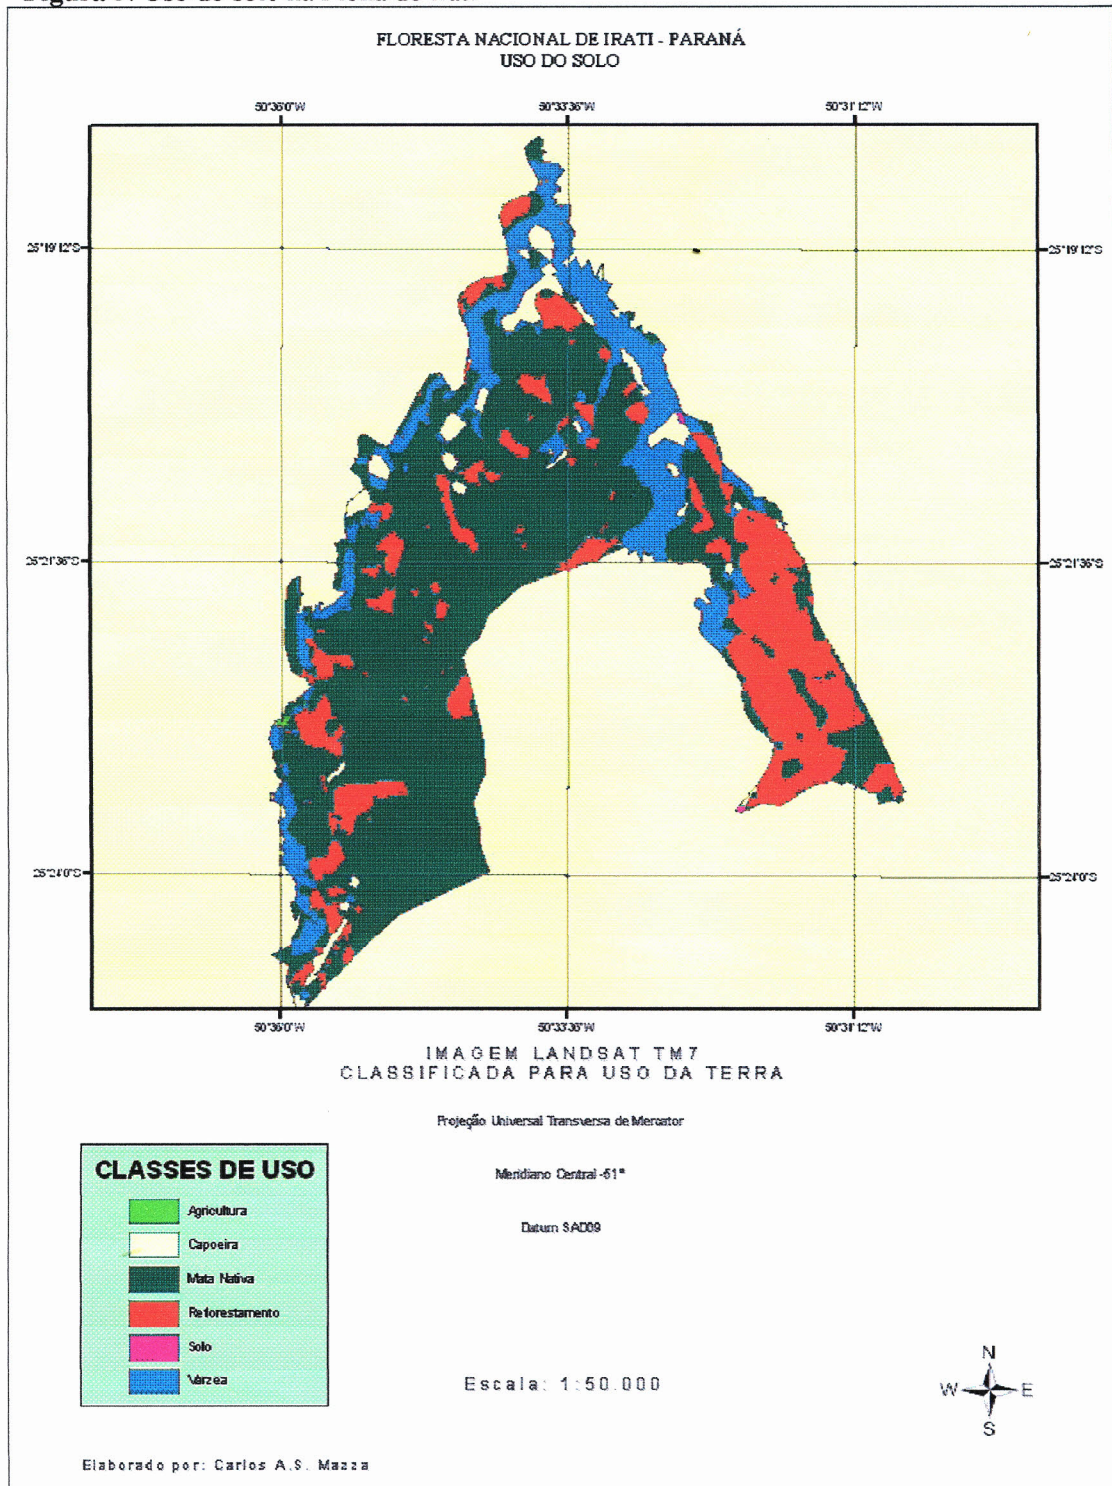 FLORESTA NACIONAL DE IRATI - PARANÁ
USO DO SOLO
50°36'0"W 50°33'36"W 50°31'12"W
25°19'12"S 25°19'12"S
25°21'36"S 25°21'36"S
25°24'0"S 25°24'0"S
50°36'0"W 50°33'36"W 50°31'12"W
IMAGEM LANDSAT TM7
CLASSIFICADA PARA USO DA TERRA
Projeção Universal Transversa de Mercator
Meridiano Central -51°
Datum SAD69
CLASSES DE USO
Agricultura
Capoeira
Mata Nativa
Reflorestamento
Solo
Várzea
Escala: 1:50.000
N
W E
S
Elaborado por: Carlos A.S. Mazza